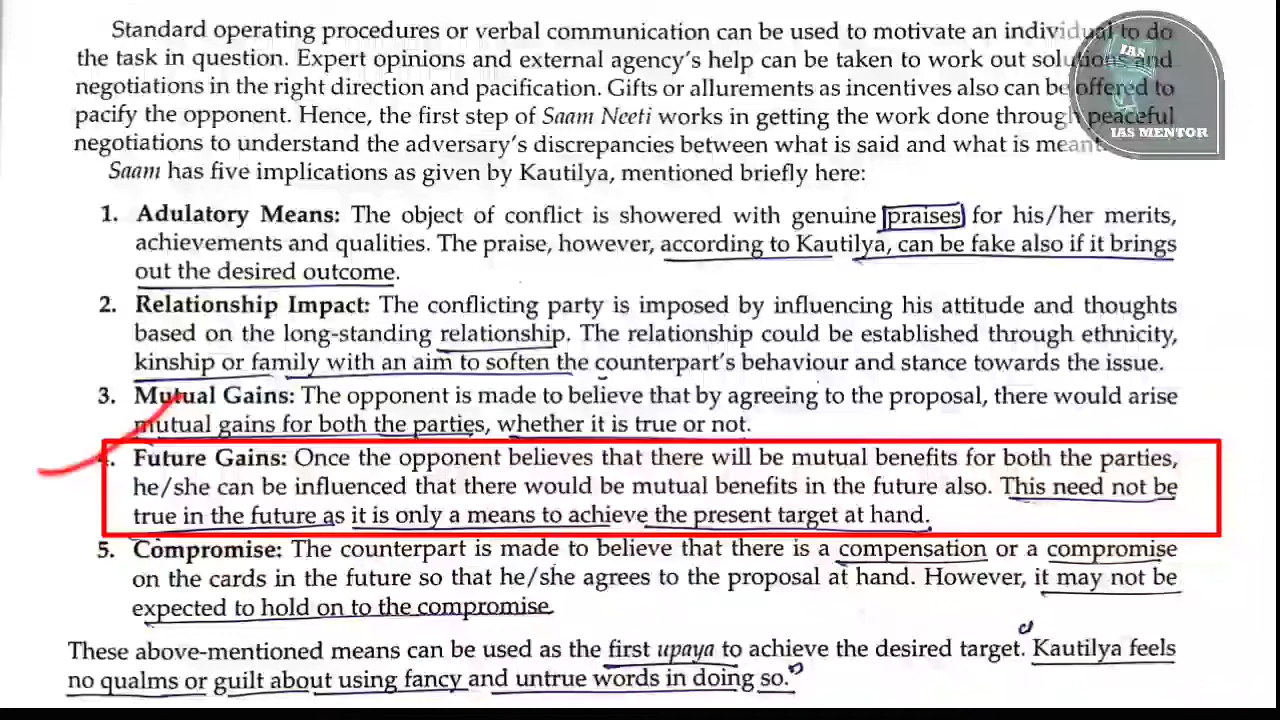 Standard operating procedures or verbal communication can be used to motivate an individual to do
the task in question. Expert opinions and external agency's help can be taken to work out solutions and
negotiations in the right direction and pacification. Gifts or allurements as incentives also can be offered to
pacify the opponent. Hence, the first step of Saam Neeti works in getting the work done through peaceful
negotiations to understand the adversary's discrepancies between what is said and what is meant.
Saam has five implications as given by Kautilya, mentioned briefly here:
1. Adulatory Means: The object of conflict is showered with genuine praises for his/her merits,
achievements and qualities. The praise, however, according to Kautilya, can be fake also if it brings
out the desired outcome.
2. Relationship Impact: The conflicting party is imposed by influencing his attitude and thoughts
based on the long-standing relationship. The relationship could be established through ethnicity,
kinship or family with an aim to soften the counterpart's behaviour and stance towards the issue.
3. Mutual Gains: The opponent is made to believe that by agreeing to the proposal, there would arise
mutual gains for both the parties, whether it is true or not.
4. Future Gains: Once the opponent believes that there will be mutual benefits for both the parties,
he/she can be influenced that there would be mutual benefits in the future also. This need not be
true in the future as it is only a means to achieve the present target at hand.
5. Compromise: The counterpart is made to believe that there is a compensation or a compromise
on the cards in the future so that he/she agrees to the proposal at hand. However, it may not be
expected to hold on to the compromise.
These above-mentioned means can be used as the first upaya to achieve the desired target. Kautilya feels
no qualms or guilt about using fancy and untrue words in doing so.
IAS
IAS MENTOR